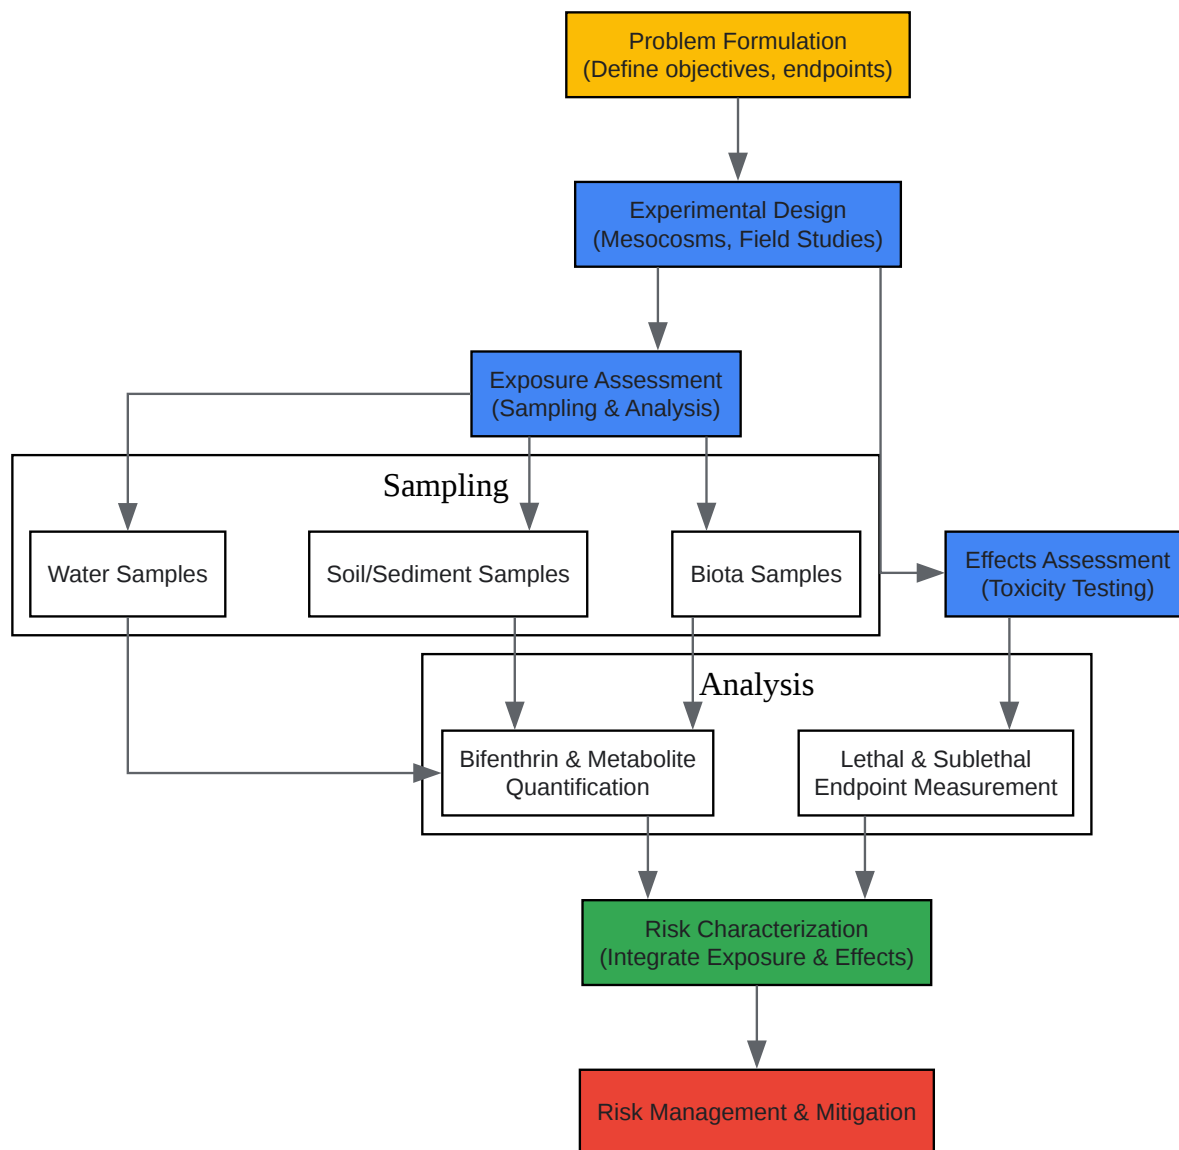 Problem Formulation
(Define objectives, endpoints)
Experimental Design
(Mesocosms, Field Studies)
Exposure Assessment
(Sampling & Analysis)
Sampling
Water Samples
Soil/Sediment Samples
Biota Samples
Effects Assessment
(Toxicity Testing)
Analysis
Bifenthrin & Metabolite
Quantification
Lethal & Sublethal
Endpoint Measurement
Risk Characterization
(Integrate Exposure & Effects)
Risk Management & Mitigation